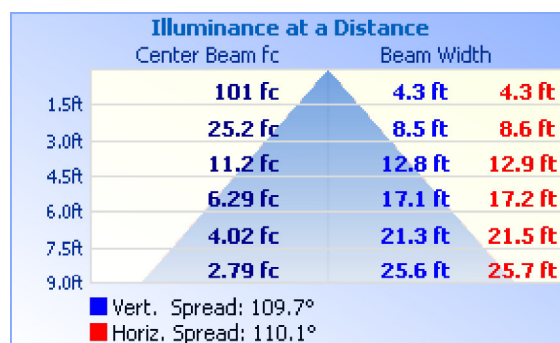 Illuminance at a Distance
Center Beam fc Beam Width
101 fc 4.3 ft 4.3 ft
1.5ft
25.2 fc 8.5 ft 8.6 ft
3.0ft
11.2 fc 12.8 ft 12.9 ft
4.5ft
6.29 fc 17.1 ft 17.2 ft
6.0ft
4.02 fc 21.3 ft 21.5 ft
7.5ft
2.79 fc 25.6 ft 25.7 ft
9.0ft
Vert. Spread: 109.7°
Horiz. Spread: 110.1°